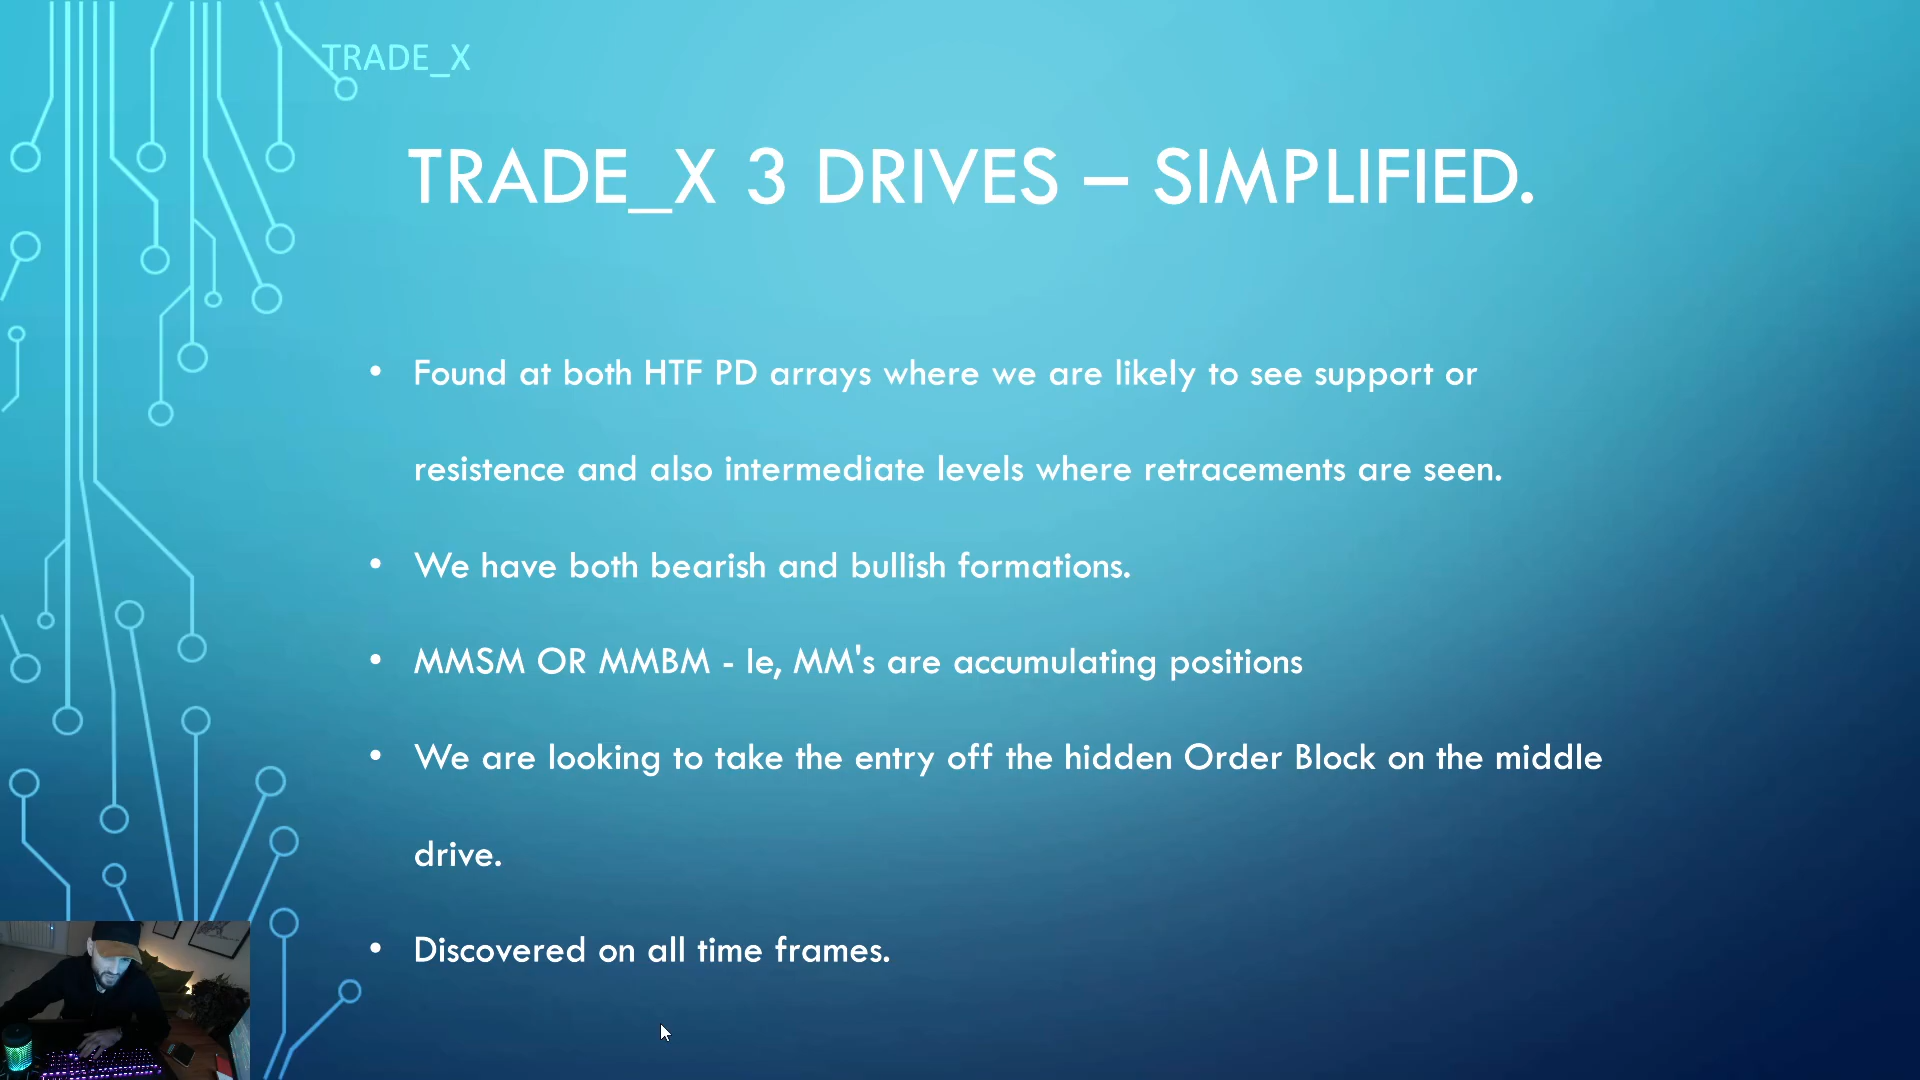 TRADE_X
TRADE_X 3 DRIVES – SIMPLIFIED.
• Found at both HTF PD arrays where we are likely to see support or
resistence and also intermediate levels where retracements are seen.
• We have both bearish and bullish formations.
• MMSM OR MMBM - Ie, MM's are accumulating positions
• We are looking to take the entry off the hidden Order Block on the middle
drive.
• Discovered on all time frames.